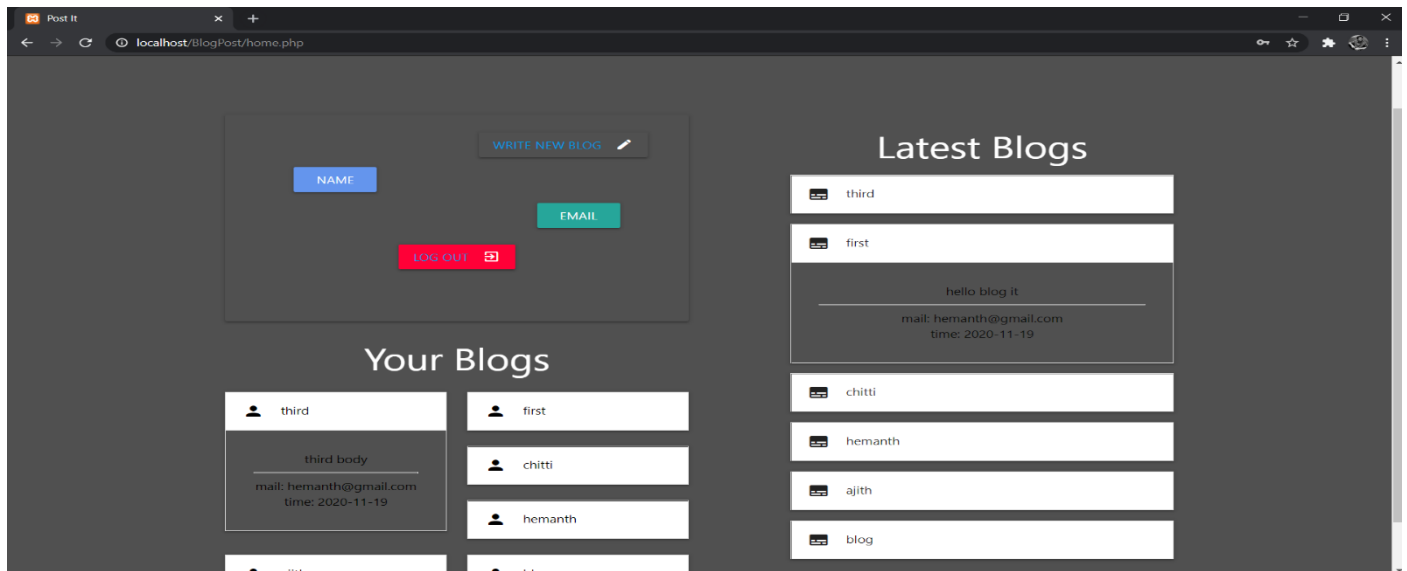 Post It
localhost/BlogPost/home.php
WRITE NEW BLOG
NAME
EMAIL
LOG OUT
Your Blogs
third
third body
mail: hemanth@gmail.com
time: 2020-11-19
first
chitti
hemanth
Latest Blogs
third
first
hello blog it
mail: hemanth@gmail.com
time: 2020-11-19
chitti
hemanth
ajith
blog